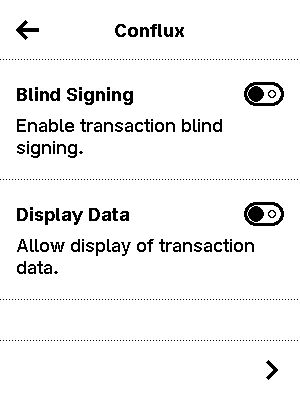 Conflux
Blind Signing
Enable transaction blind
signing.
Display Data
Allow display of transaction
data.